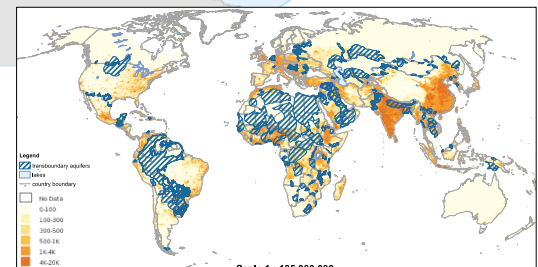 Legend
transboundary aquifers
lakes
country boundary
No Data
0-100
100-300
300-500
500-1K
1K-4K
4K-20K